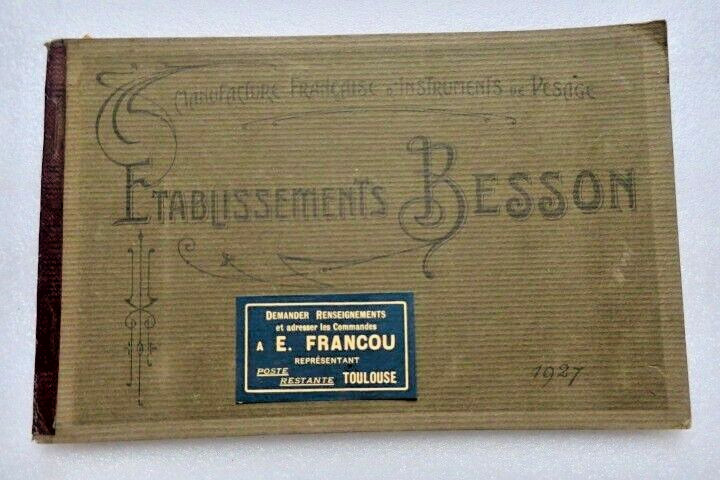 Manufacture Française d'Instruments de Pesage
Etablissements Besson
Demander Renseignements
et adresser les Commandes
A E. FRANCOU
REPRÉSENTANT
POSTE
RESTANTE TOULOUSE
1927